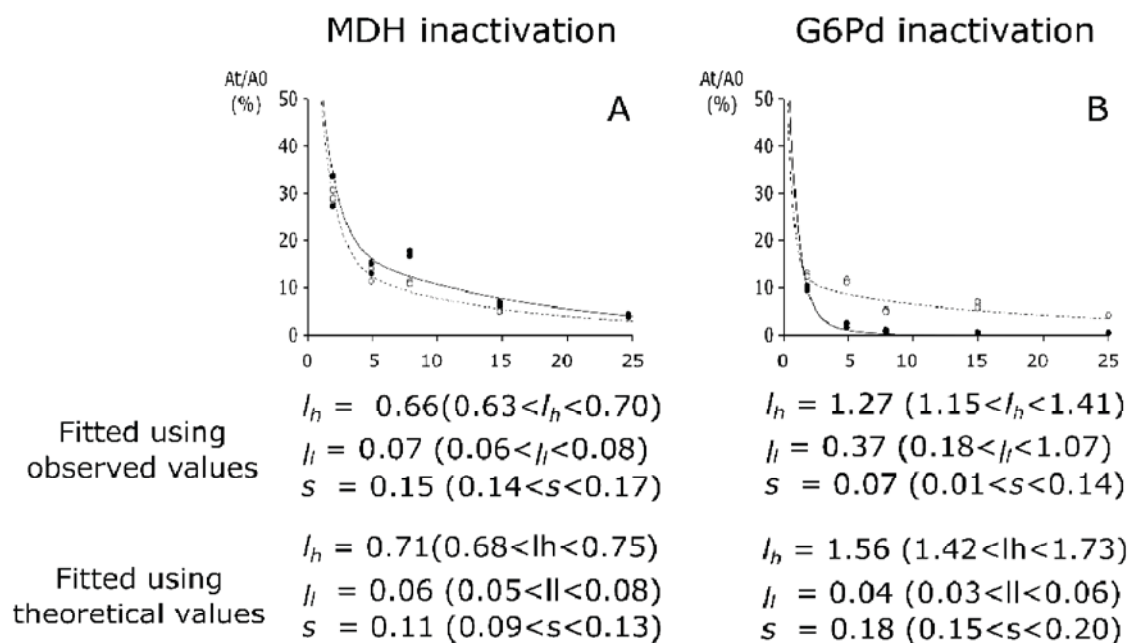 MDH inactivation
G6Pd inactivation
At/A0
(%)
50
40
30
20
10
0
A
0 5 10 15 20 25
At/A0
(%)
50
40
30
20
10
0
B
0 5 10 15 20 25
Fitted using
observed values
lh = 0.66(0.63<lh<0.70)
ll = 0.07 (0.06<ll<0.08)
s = 0.15 (0.14<s<0.17)
lh = 1.27 (1.15<lh<1.41)
ll = 0.37 (0.18<ll<1.07)
s = 0.07 (0.01<s<0.14)
Fitted using
theoretical values
lh = 0.71(0.68<lh<0.75)
ll = 0.06 (0.05<ll<0.08)
s = 0.11 (0.09<s<0.13)
lh = 1.56 (1.42<lh<1.73)
ll = 0.04 (0.03<ll<0.06)
s = 0.18 (0.15<s<0.20)